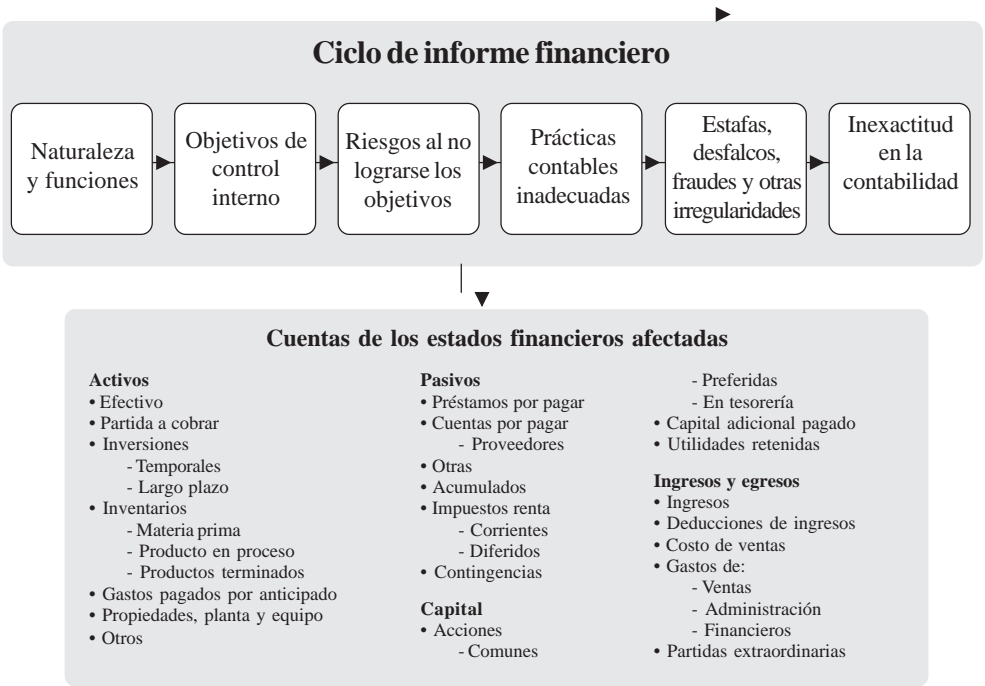 Ciclo de informe financiero
Naturaleza
y funciones
Objetivos de
control
interno
Riesgos al no
lograrse los
objetivos
Prácticas
contables
inadecuadas
Estafas,
desfalcos,
fraudes y otras
irregularidades
Inexactitud
en la
contabilidad
Cuentas de los estados financieros afectadas
Activos
• Efectivo
• Partida a cobrar
• Inversiones
- Temporales
- Largo plazo
• Inventarios
- Materia prima
- Producto en proceso
- Productos terminados
• Gastos pagados por anticipado
• Propiedades, planta y equipo
• Otros
Pasivos
• Préstamos por pagar
• Cuentas por pagar
- Proveedores
• Otras
• Acumulados
• Impuestos renta
- Corrientes
- Diferidos
• Contingencias
Capital
• Acciones
- Comunes
- Preferidas
- En tesorería
• Capital adicional pagado
• Utilidades retenidas
Ingresos y egresos
• Ingresos
• Deducciones de ingresos
• Costo de ventas
• Gastos de:
- Ventas
- Administración
- Financieros
• Partidas extraordinarias